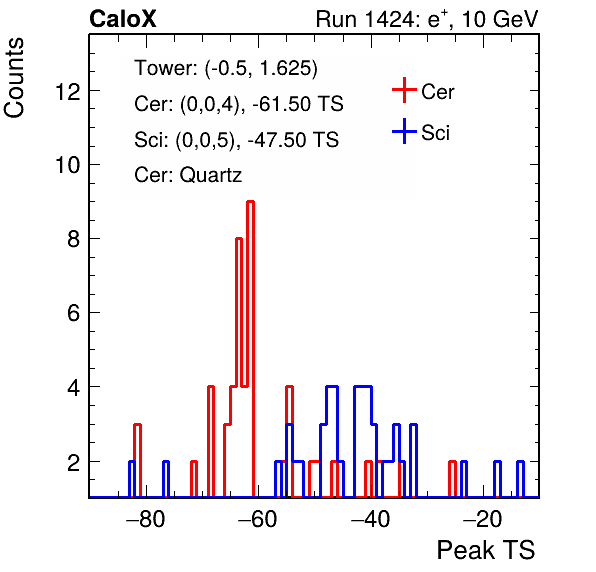 CaloX Run 1424: e⁺, 10 GeV
Counts
Tower: (-0.5, 1.625)
Cer: (0,0,4), -61.50 TS
Sci: (0,0,5), -47.50 TS
Cer: Quartz
Cer
Sci
12
10
8
6
4
2
−80 −60 −40 −20
Peak TS